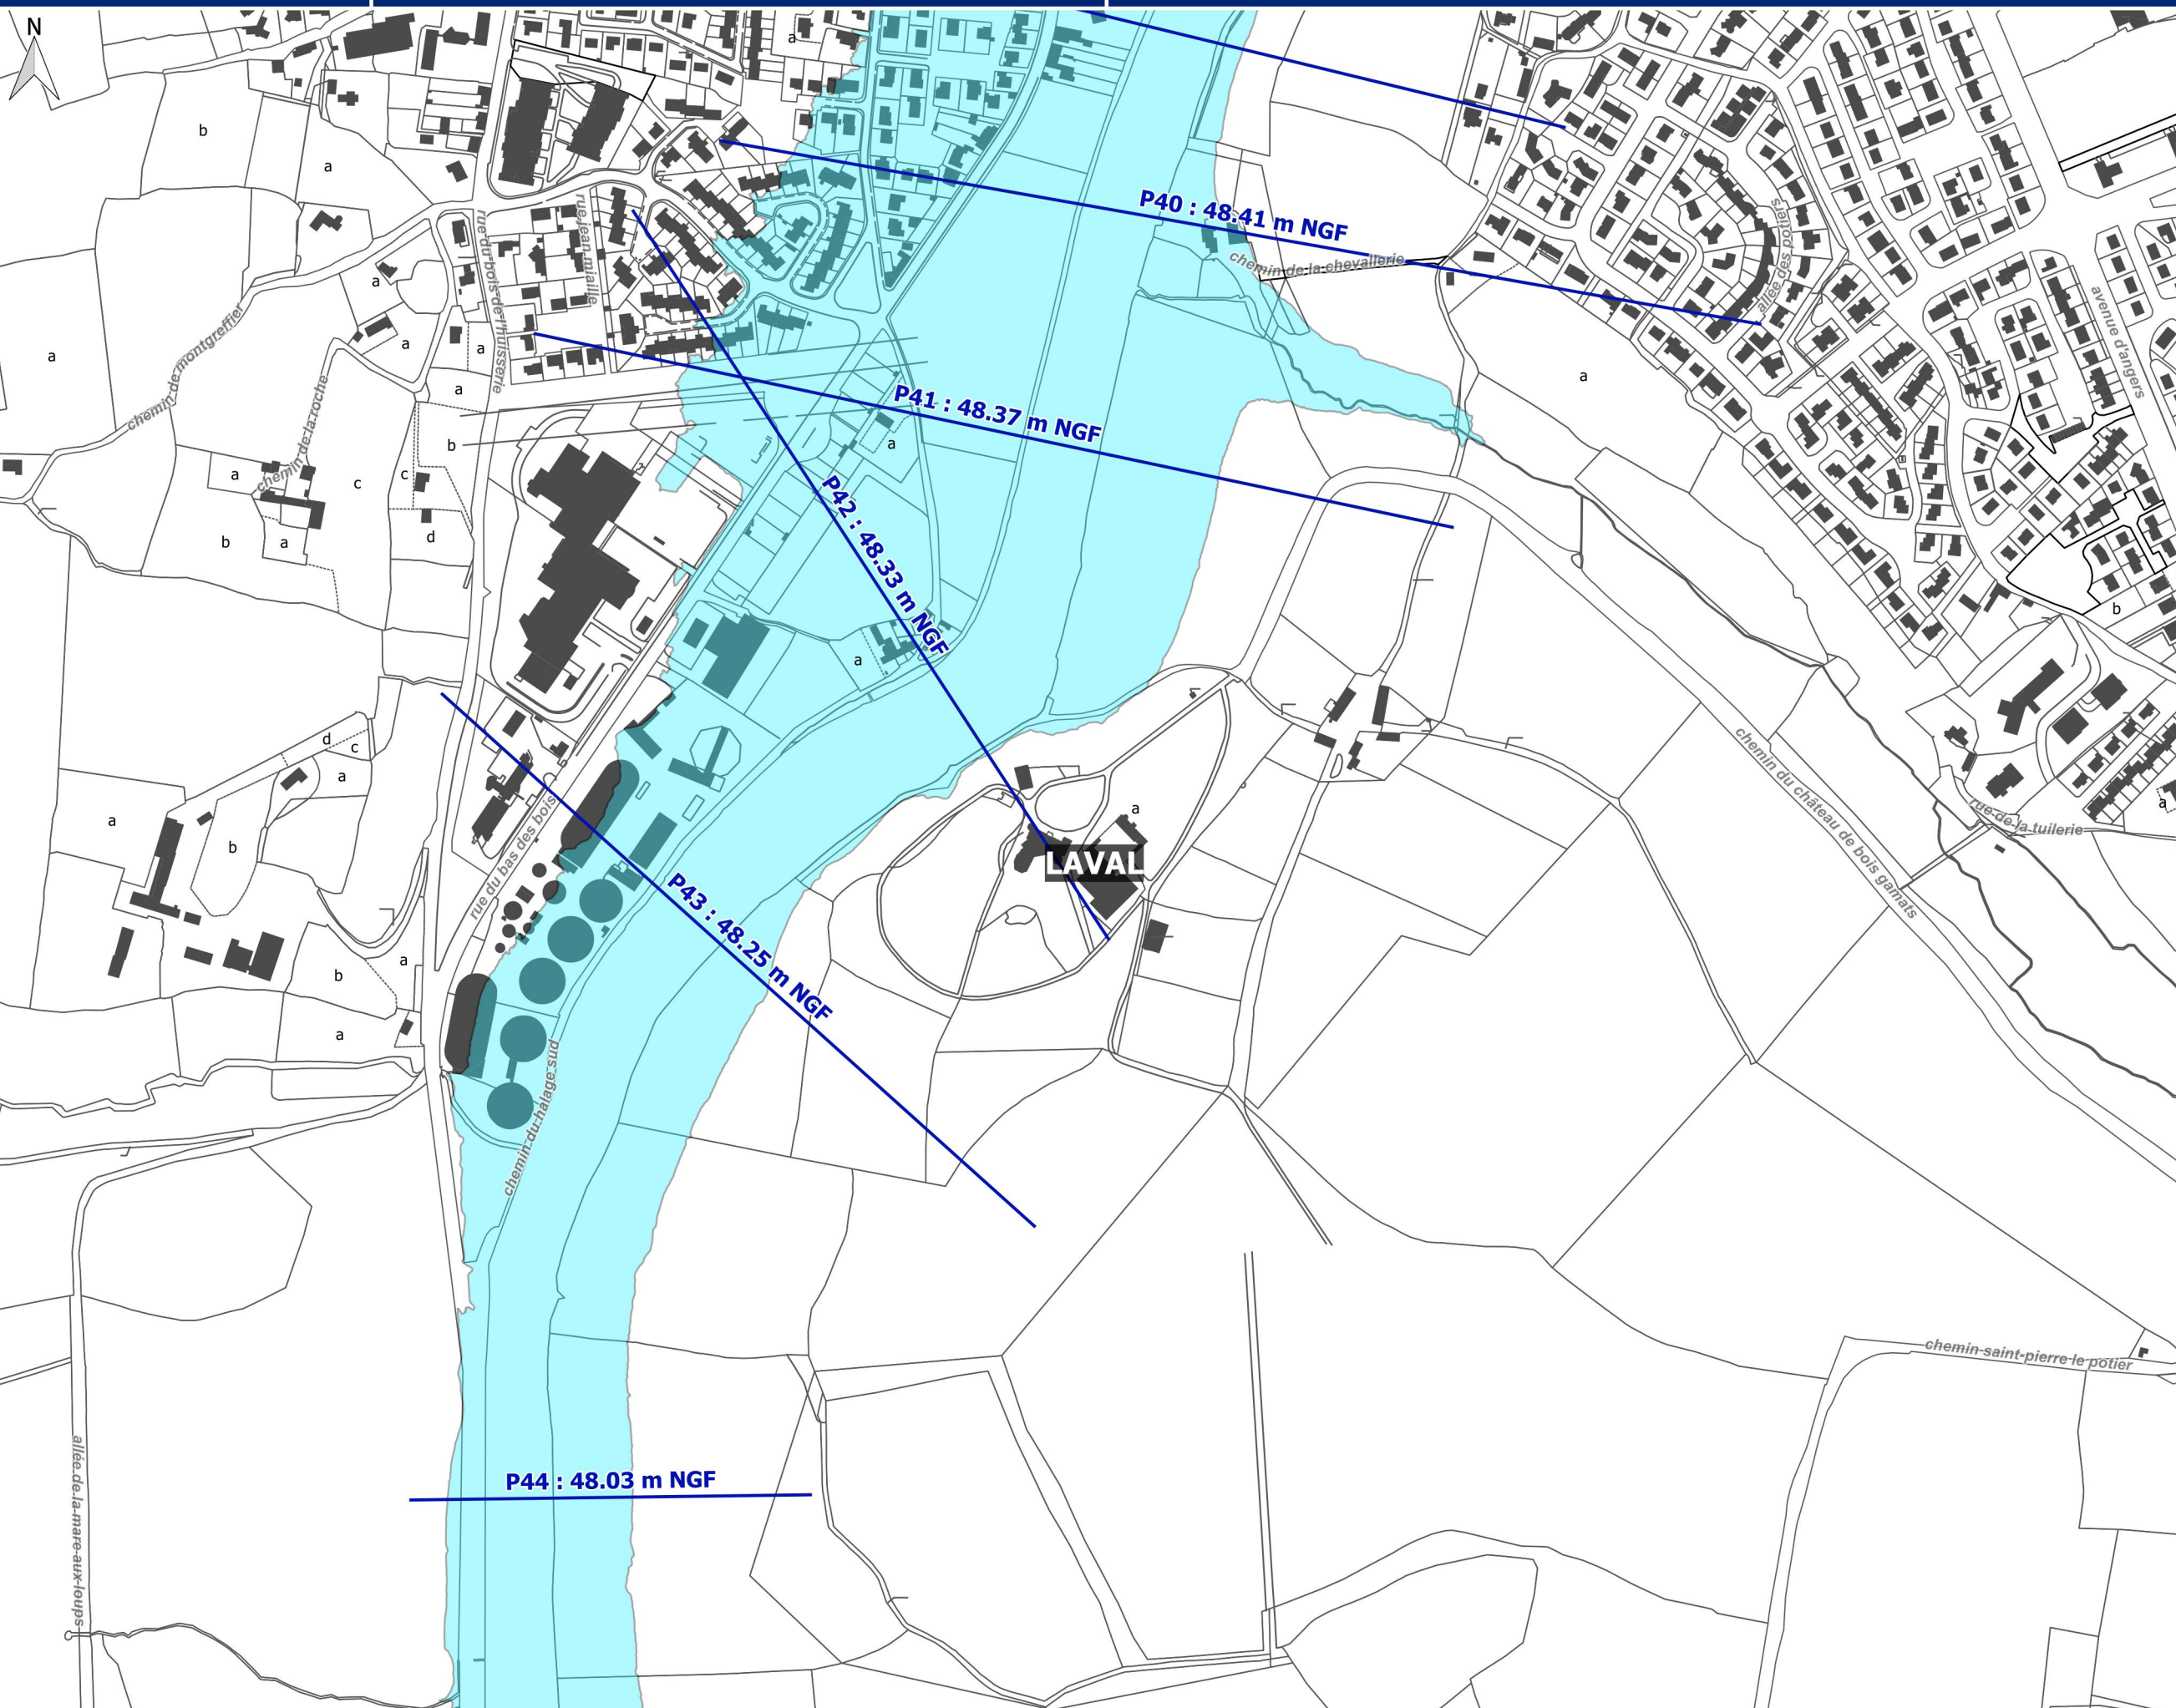 N
a
b
a
P40 : 48.41 m NGF
rue du bois de l'huisserie
rue jean miaille
allée des potiers
chemin de la chevallerie
a
avenue d'angers
chemin de montgreffier
a
a
a
a
a
a
P41 : 48.37 m NGF
chemin de la roche
b
a
a
c
c
P42 : 48.33 m NGF
b
a
d
b
a
d
c
a
chemin du château de bois gamats
a
b
a
a
rue de la tuilerie
rue du bas des bois
LAVAL
P43 : 48.25 m NGF
a
b
a
chemin du halage sud
chemin saint-pierre le potier
allée de la mare aux loups
P44 : 48.03 m NGF